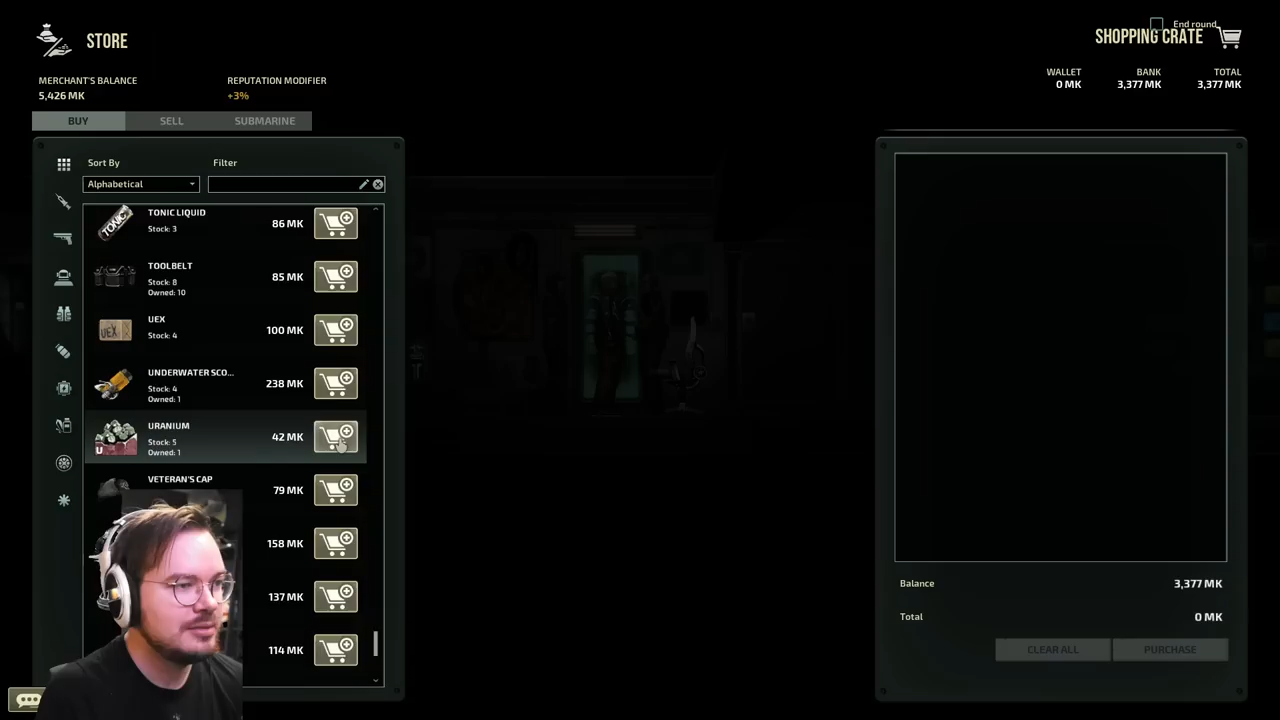 STORE
End round
SHOPPING CRATE
MERCHANT'S BALANCE
5,426 MK
REPUTATION MODIFIER
+3%
WALLET
0 MK
BANK
3,377 MK
TOTAL
3,377 MK
BUY
SELL
SUBMARINE
Sort By
Filter
Alphabetical
TONIC LIQUID
Stock: 3
86 MK
TONIC
TOOLBELT
Stock: 8
Owned: 10
85 MK
UEX
Stock: 4
100 MK
UEX
UNDERWATER SCO...
Stock: 4
Owned: 1
238 MK
URANIUM
Stock: 5
Owned: 1
42 MK
U
VETERAN'S CAP
79 MK
158 MK
137 MK
114 MK
Balance
3,377 MK
Total
0 MK
CLEAR ALL
PURCHASE